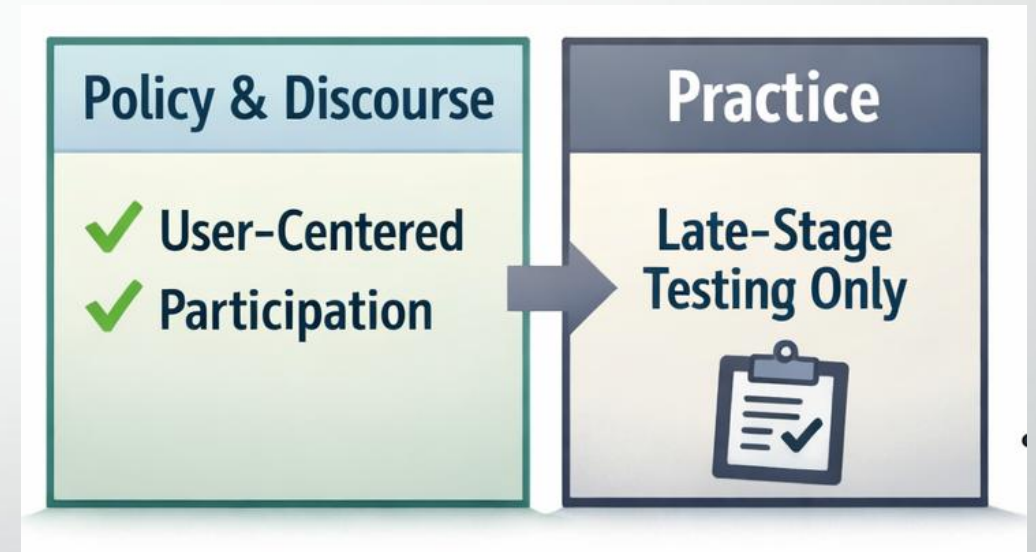 Policy & Discourse
✓ User-Centered
✓ Participation
Practice
Late-Stage
Testing Only